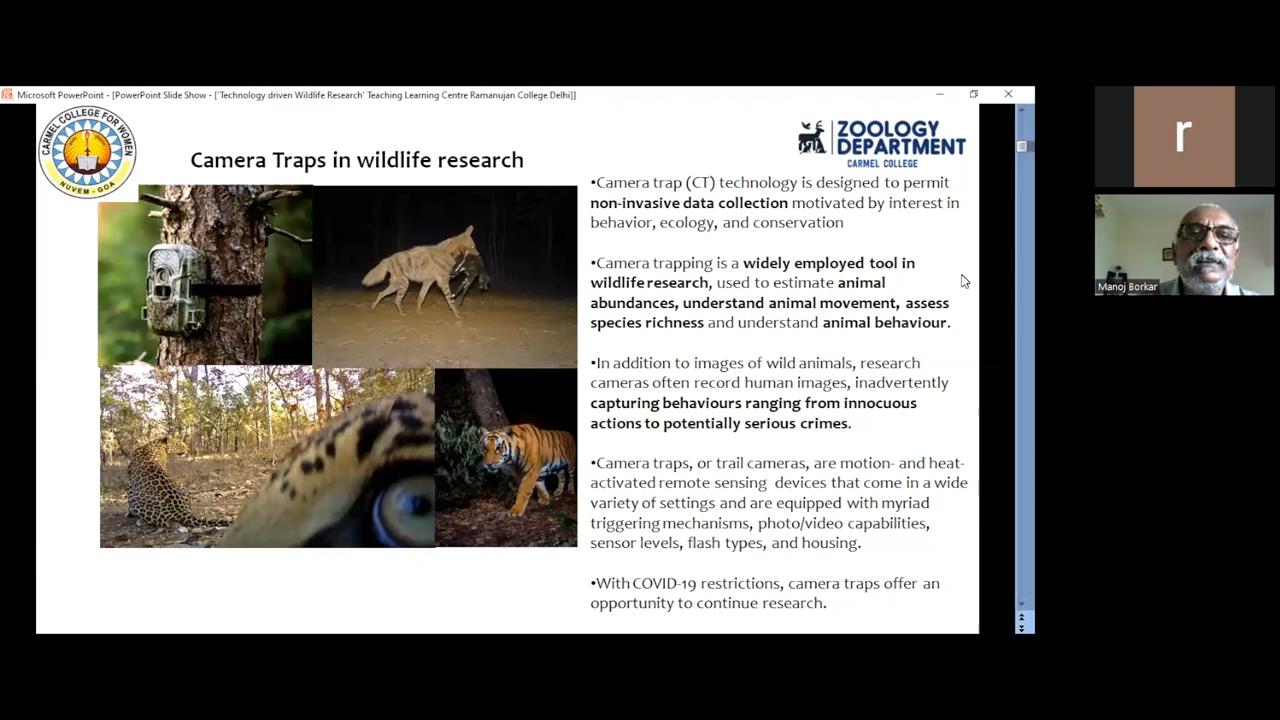 Microsoft PowerPoint - [PowerPoint Slide Show - ['Technology driven Wildlife Research' Teaching Learning Centre Ramanujan College Delhi]]
CARMEL COLLEGE FOR WOMEN
NUVEM - GOA
Camera Traps in wildlife research
ZOOLOGY
DEPARTMENT
CARMEL COLLEGE
•Camera trap (CT) technology is designed to permit
non-invasive data collection motivated by interest in
behavior, ecology, and conservation
•Camera trapping is a widely employed tool in
wildlife research, used to estimate animal
abundances, understand animal movement, assess
species richness and understand animal behaviour.
•In addition to images of wild animals, research
cameras often record human images, inadvertently
capturing behaviours ranging from innocuous
actions to potentially serious crimes.
•Camera traps, or trail cameras, are motion- and heat-
activated remote sensing devices that come in a wide
variety of settings and are equipped with myriad
triggering mechanisms, photo/video capabilities,
sensor levels, flash types, and housing.
•With COVID-19 restrictions, camera traps offer an
opportunity to continue research.
r
Manoj Borkar